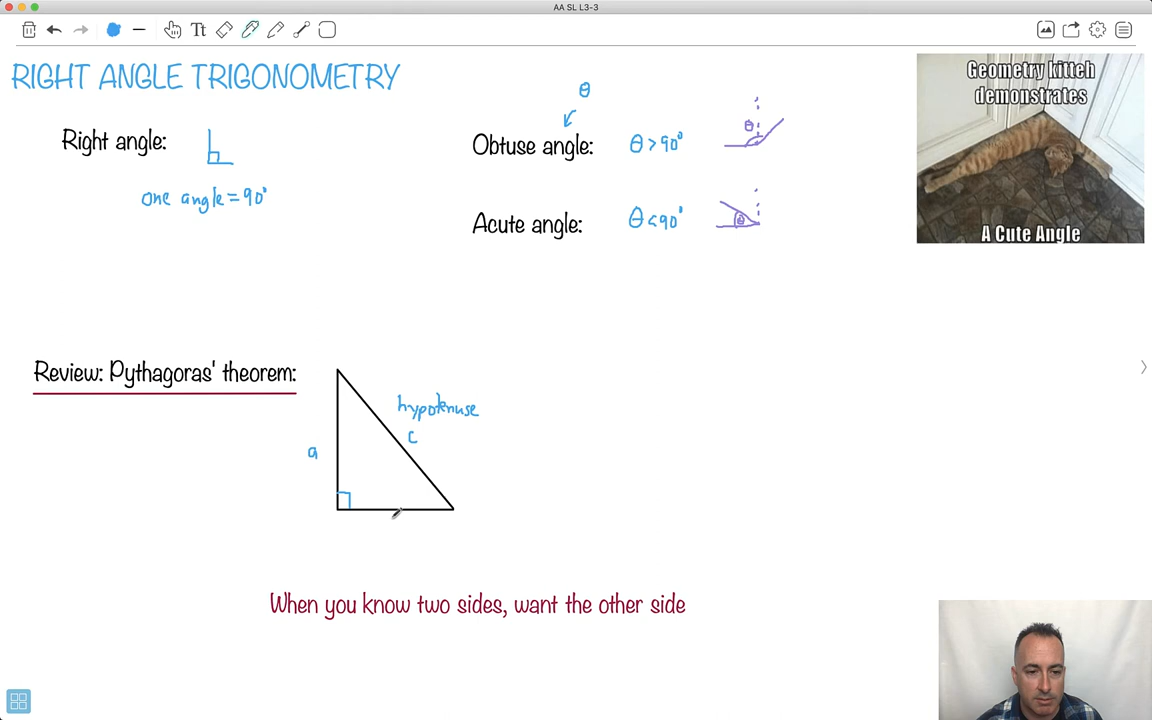 AA SL L3-3
Tt
RIGHT ANGLE TRIGONOMETRY
Right angle:
one angle = 90°
θ
Obtuse angle: θ > 90° θ
Acute angle: θ < 90° θ
Geometry kitteh
demonstrates
A Cute Angle
Review: Pythagoras' theorem:
hypotenuse
c
a
When you know two sides, want the other side